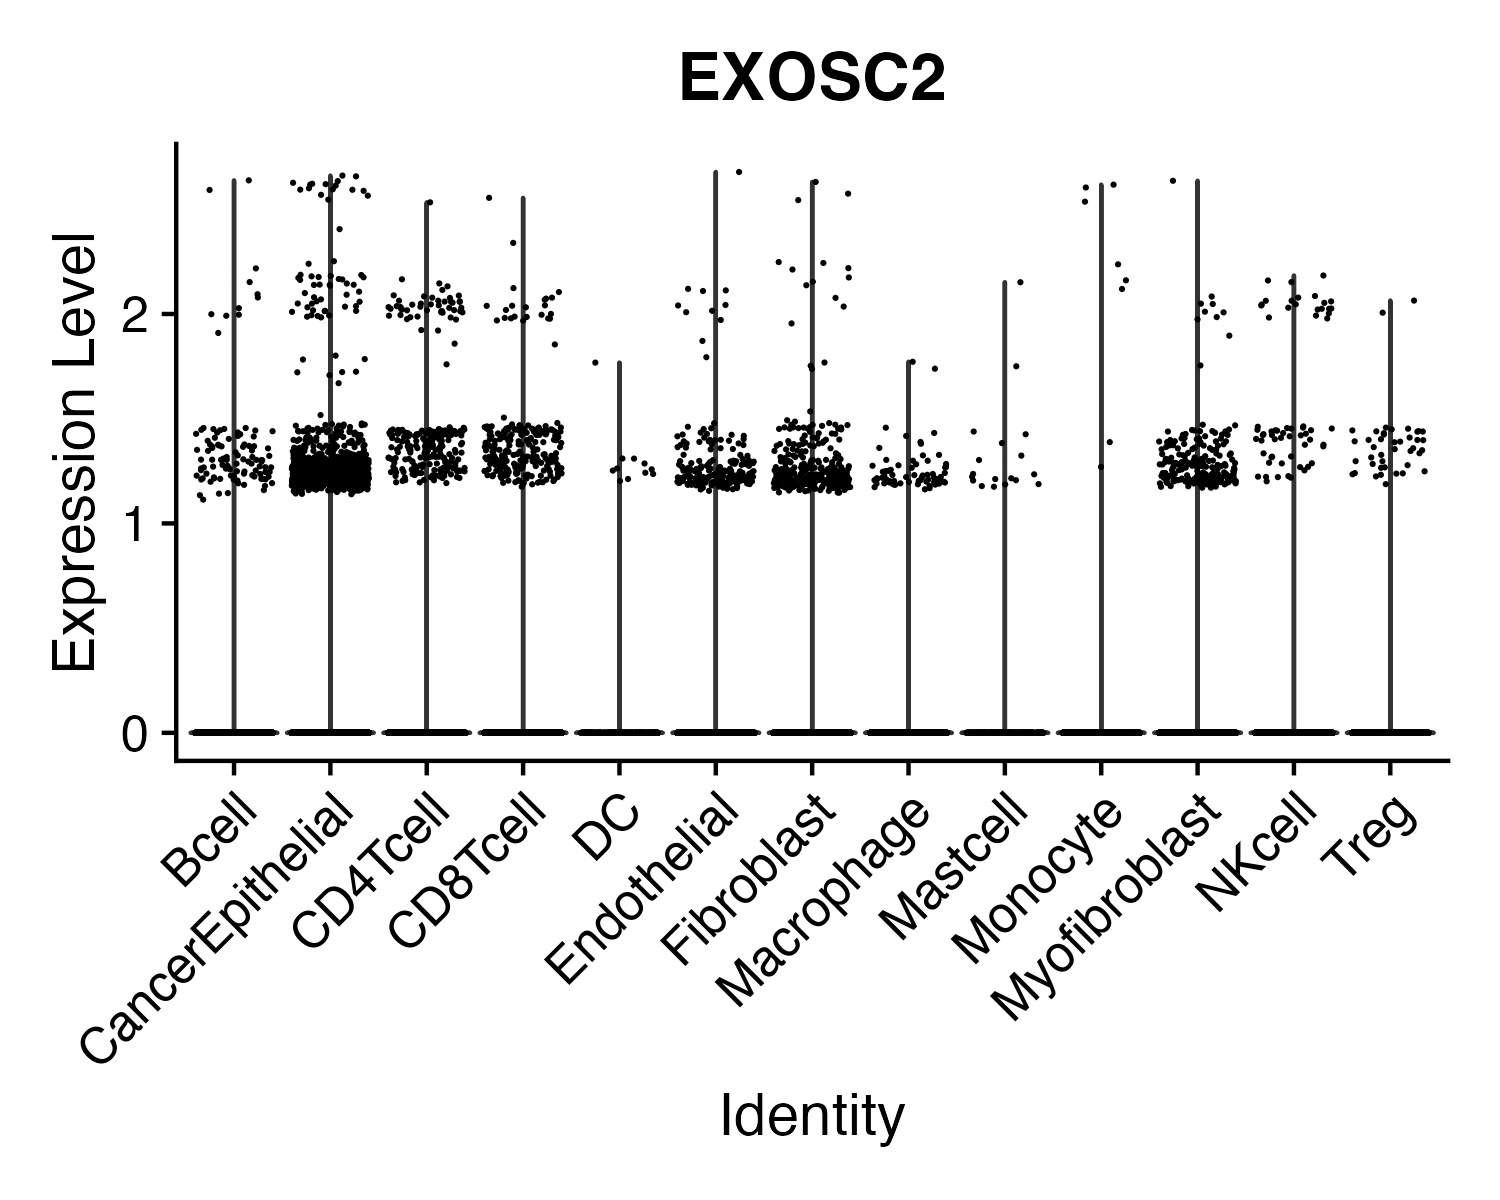 EXOSC2
Expression Level
2
1
0
Bcell
CancerEpithelial
CD4Tcell
CD8Tcell
DC
Endothelial
Fibroblast
Macrophage
Mastcell
Monocyte
Myofibroblast
NKcell
Treg
Identity